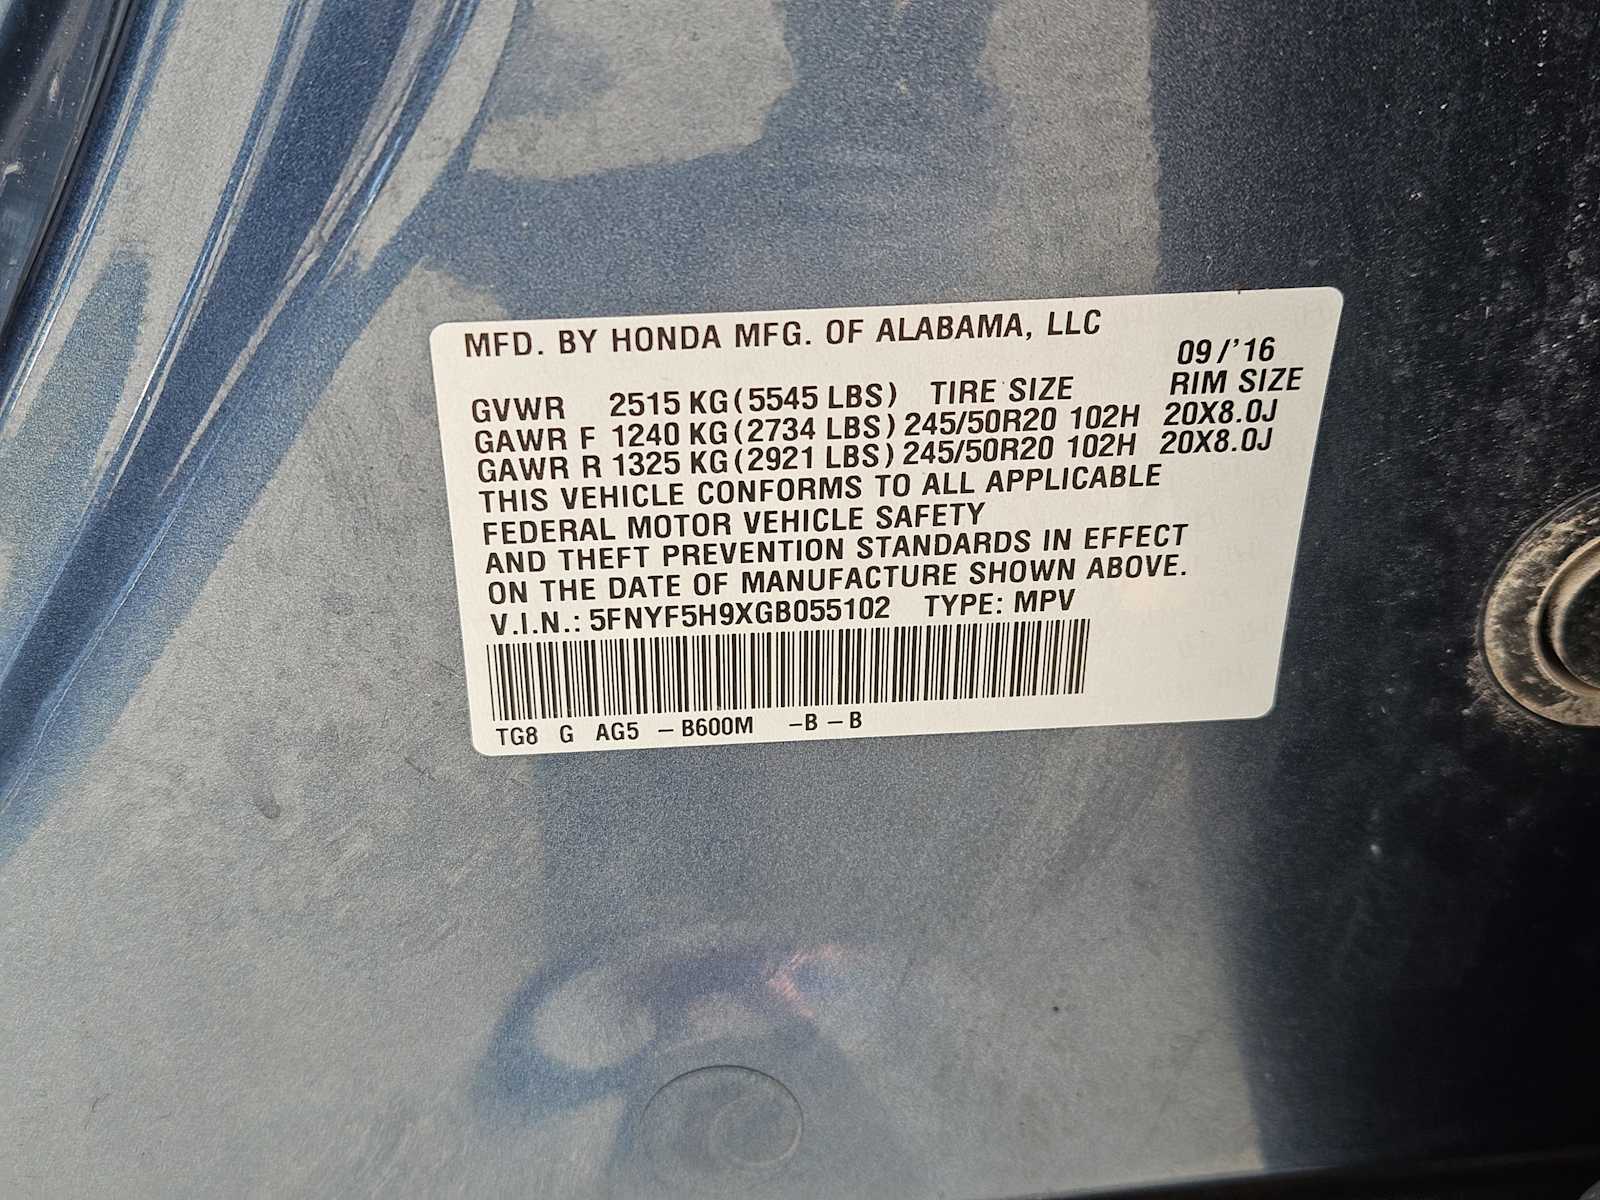 MFD. BY HONDA MFG. OF ALABAMA, LLC
09/'16
GVWR 2515 KG (5545 LBS) TIRE SIZE RIM SIZE
GAWR F 1240 KG (2734 LBS) 245/50R20 102H 20X8.0J
GAWR R 1325 KG (2921 LBS) 245/50R20 102H 20X8.0J
THIS VEHICLE CONFORMS TO ALL APPLICABLE
FEDERAL MOTOR VEHICLE SAFETY
AND THEFT PREVENTION STANDARDS IN EFFECT
ON THE DATE OF MANUFACTURE SHOWN ABOVE.
V.I.N.: 5FNYF5H9XGB055102 TYPE: MPV
TG8 G AG5 – B600M –B – B